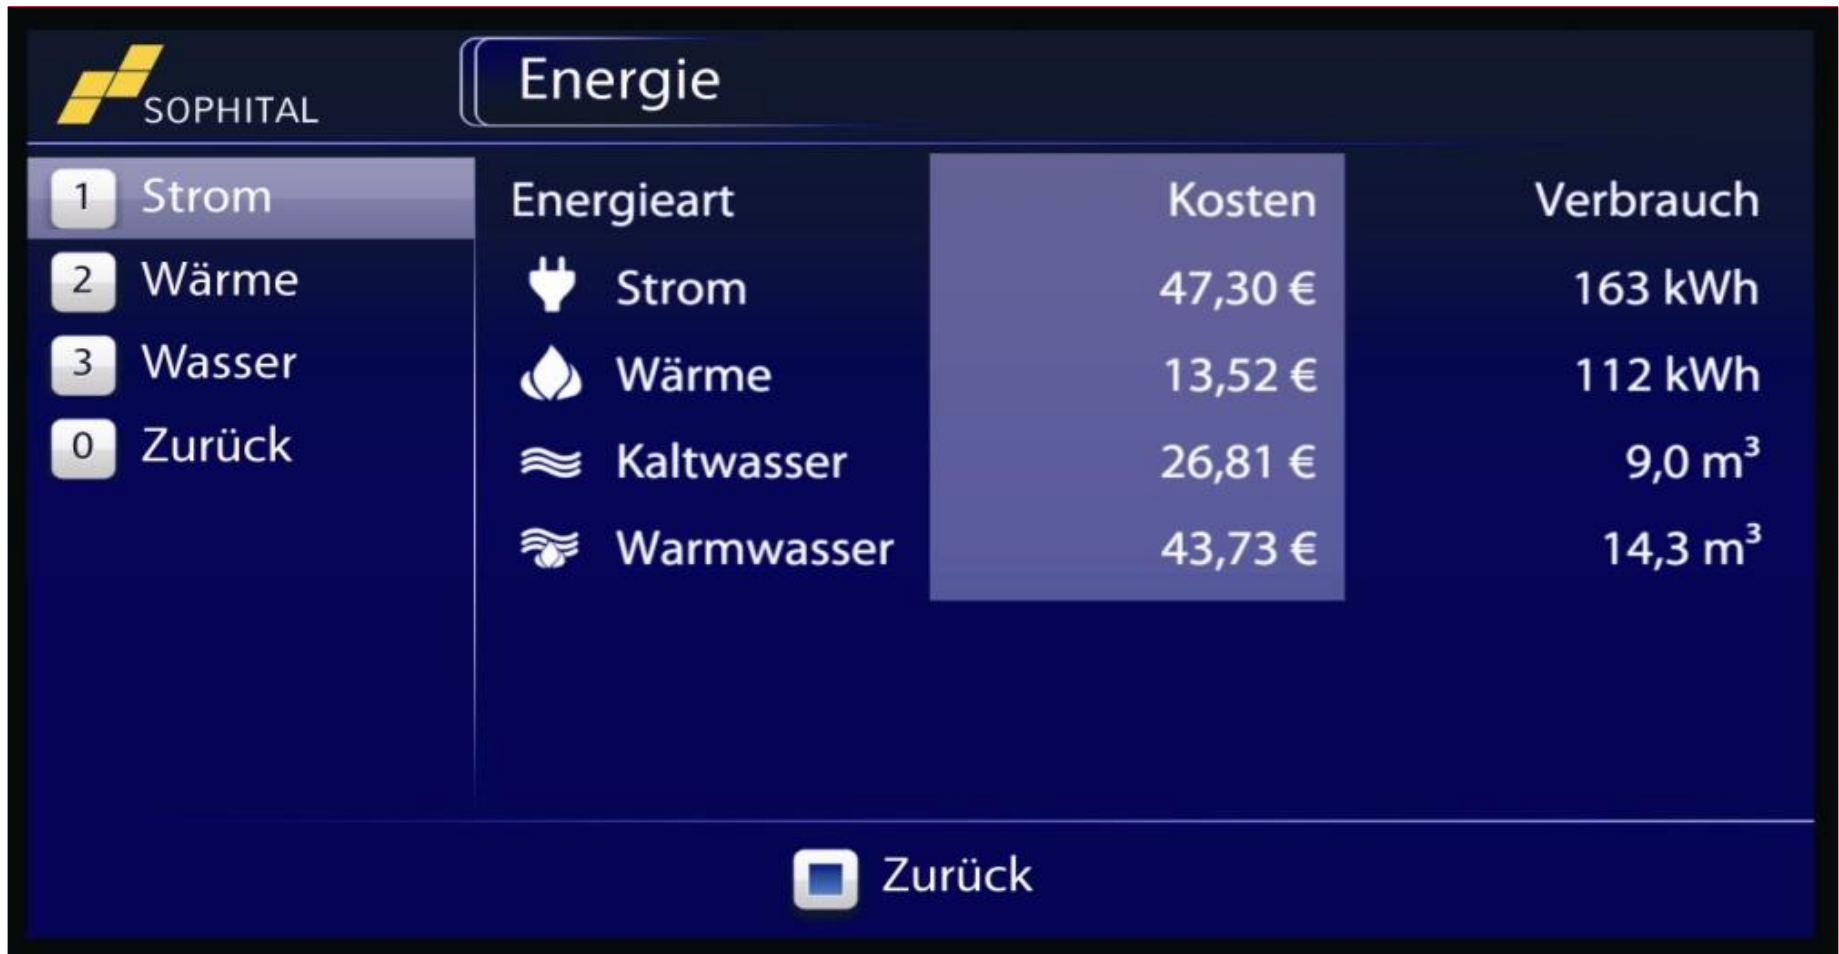 SOPHITAL
Energie
1 Strom
2 Wärme
3 Wasser
0 Zurück
Energieart Kosten Verbrauch
Strom 47,30 € 163 kWh
Wärme 13,52 € 112 kWh
Kaltwasser 26,81 € 9,0 m³
Warmwasser 43,73 € 14,3 m³
Zurück